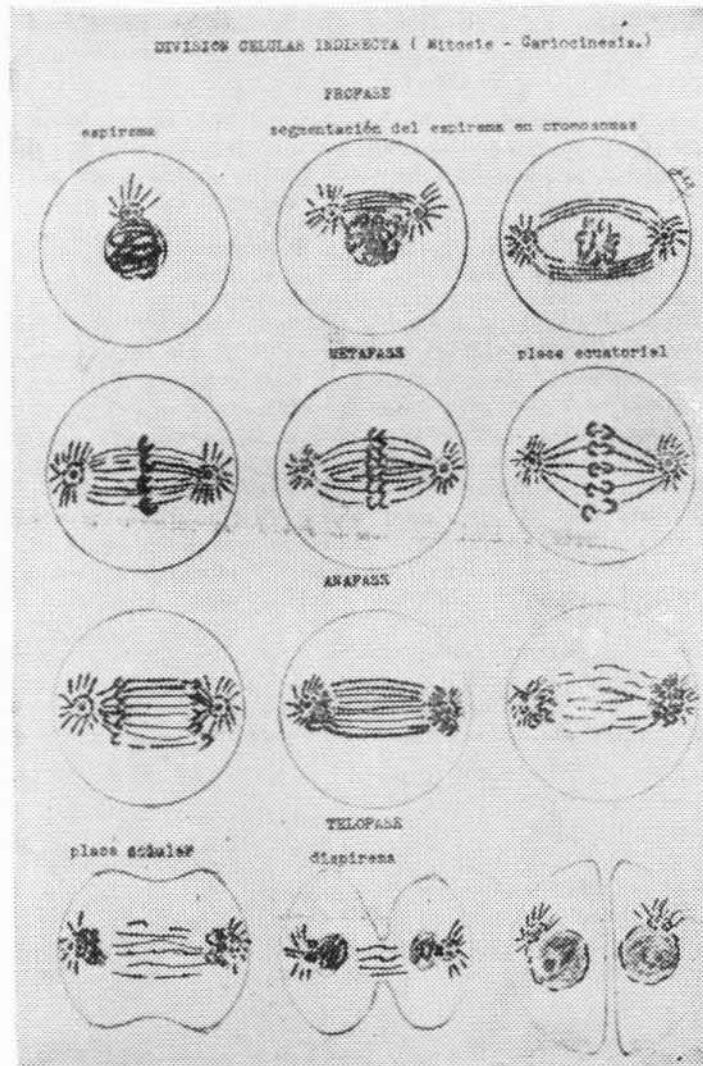 DIVISION CELULAR INDIRECTA ( Mitosis - Cariocinesis.)
PROFASE
espirema segmentación del espirema en cromosomas
METAFASE placa ecuatorial
ANAFASE
TELOFASE
placa celular dispirema